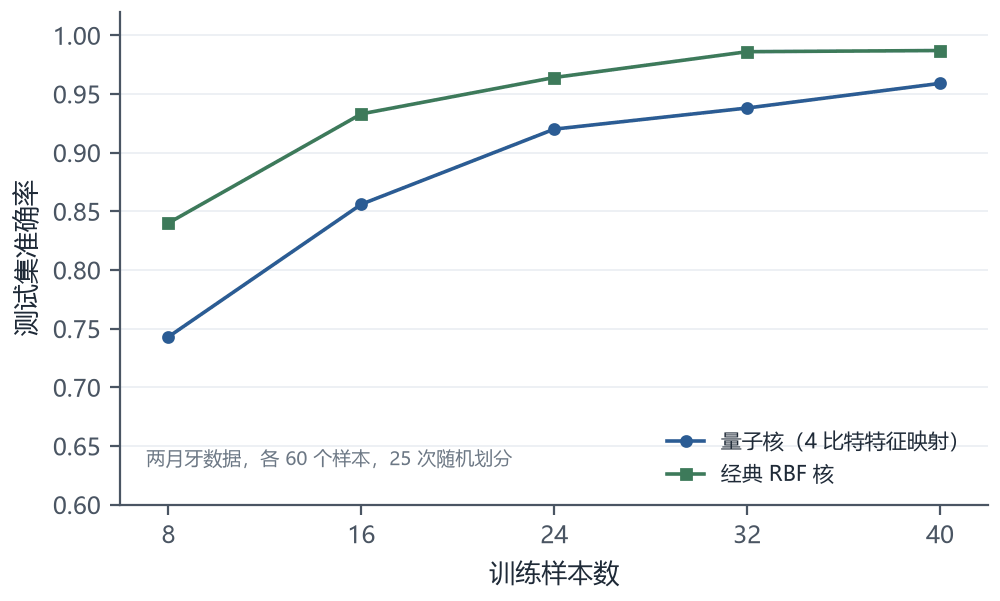 1.00
0.95
0.90
0.85
0.80
0.75
0.70
0.65
0.60
测试集准确率
两月牙数据，各 60 个样本，25 次随机划分
量子核（4 比特特征映射）
经典 RBF 核
8 16 24 32 40
训练样本数